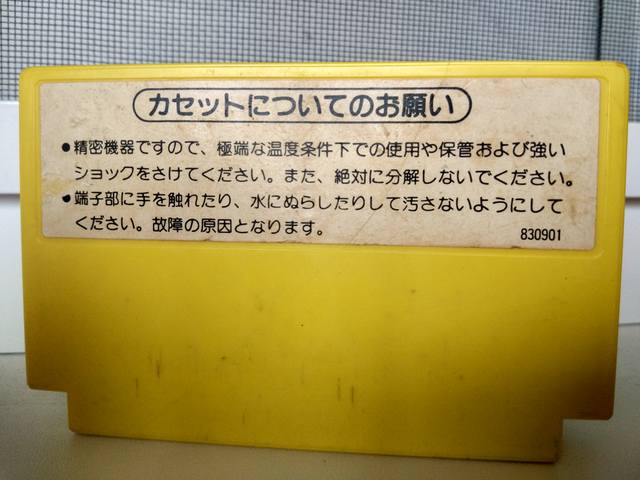 カセットについてのお願い
●精密機器ですので、極端な温度条件下での使用や保管および強い
ショックをさけてください。また、絶対に分解しないでください。
●端子部に手を触れたり、水にぬらしたりして汚さないようにして
ください。故障の原因となります。
830901